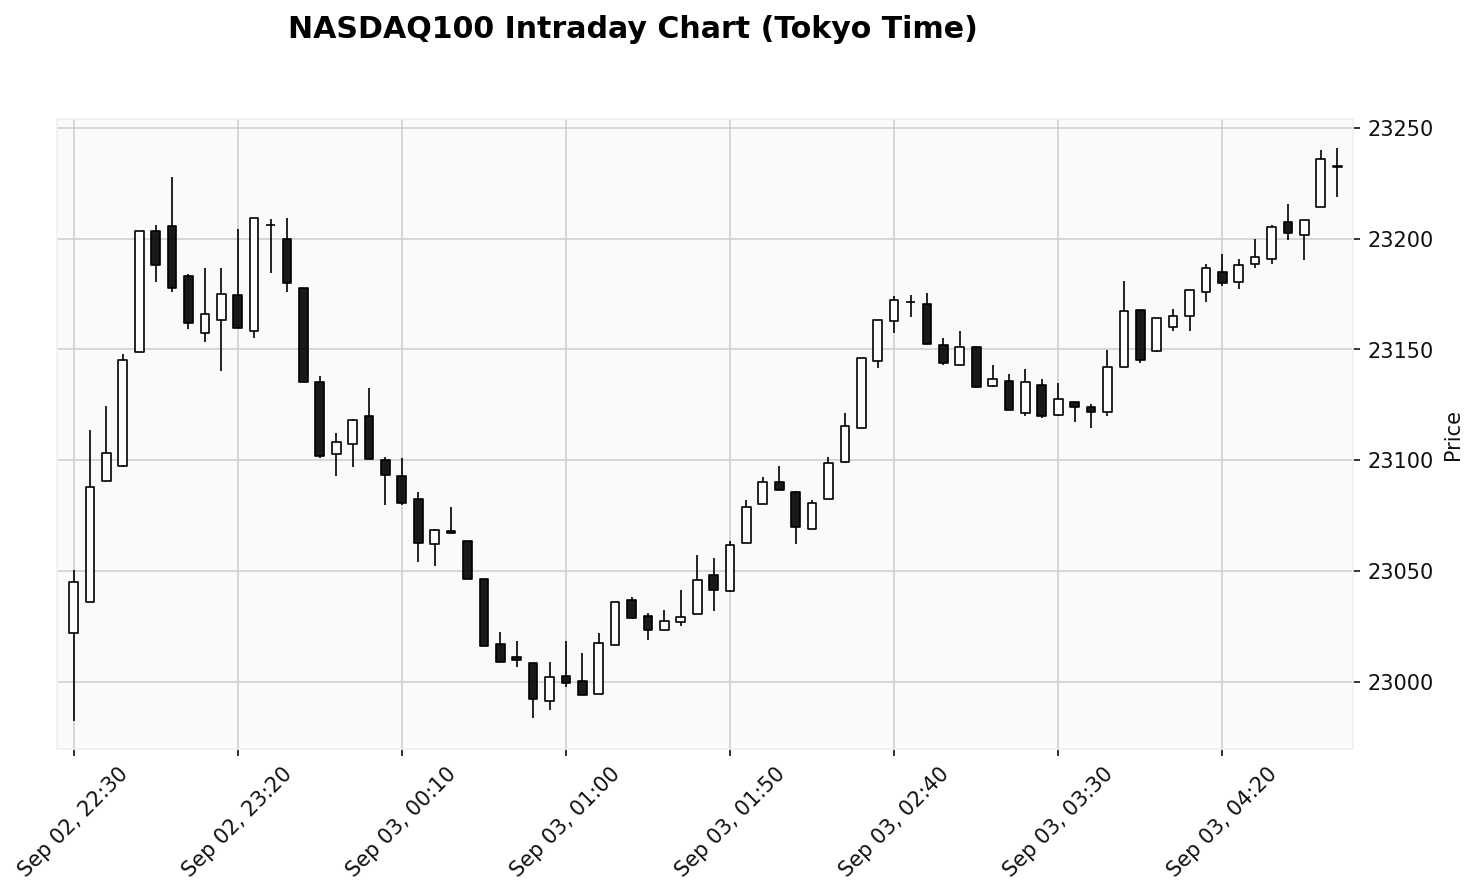 NASDAQ100 Intraday Chart (Tokyo Time)
23250
23200
23150
23100
23050
23000
Price
Sep 02, 22:30
Sep 02, 23:20
Sep 03, 00:10
Sep 03, 01:00
Sep 03, 01:50
Sep 03, 02:40
Sep 03, 03:30
Sep 03, 04:20